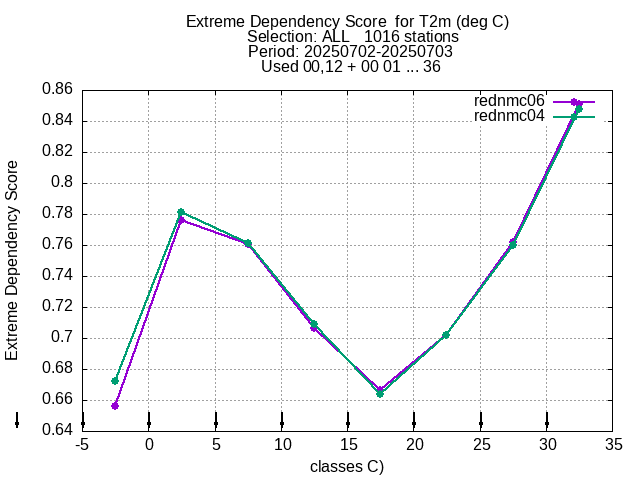 Extreme Dependency Score  for T2m (deg C)
Selection: ALL   1016 stations
Period: 20250702-20250703
Used 00,12 + 00 01 ... 36
rednmc06
rednmc04
Extreme Dependency Score
0.86
0.84
0.82
0.8
0.78
0.76
0.74
0.72
0.7
0.68
0.66
0.64
-5 0 5 10 15 20 25 30 35
classes C)